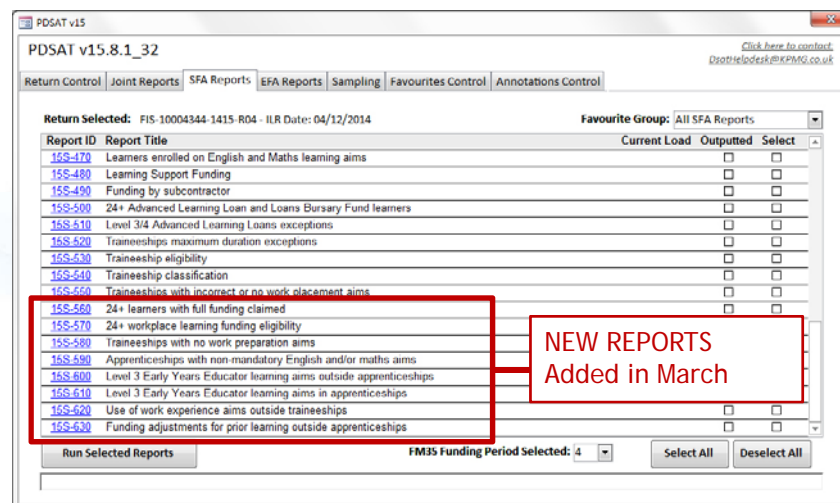 PDSAT v15
PDSAT v15.8.1_32
Click here to contact:
DsatHelpdesk@KPMG.co.uk
Return Control Joint Reports SFA Reports EFA Reports Sampling Favourites Control Annotations Control
Return Selected: FIS-10004344-1415-R04 - ILR Date: 04/12/2014 Favourite Group: All SFA Reports
Report ID Report Title Current Load Outputted Select
15S-470 Learners enrolled on English and Maths learning aims
15S-480 Learning Support Funding
15S-490 Funding by subcontractor
15S-500 24+ Advanced Learning Loan and Loans Bursary Fund learners
15S-510 Level 3/4 Advanced Learning Loans exceptions
15S-520 Traineeships maximum duration exceptions
15S-530 Traineeship eligibility
15S-540 Traineeship classification
15S-550 Traineeships with incorrect or no work placement aims
15S-560 24+ learners with full funding claimed
15S-570 24+ workplace learning funding eligibility
15S-580 Traineeships with no work preparation aims
15S-590 Apprenticeships with non-mandatory English and/or maths aims
15S-600 Level 3 Early Years Educator learning aims outside apprenticeships
15S-610 Level 3 Early Years Educator learning aims in apprenticeships
15S-620 Use of work experience aims outside traineeships
15S-630 Funding adjustments for prior learning outside apprenticeships
NEW REPORTS
Added in March
Run Selected Reports FM35 Funding Period Selected: 4 Select All Deselect All